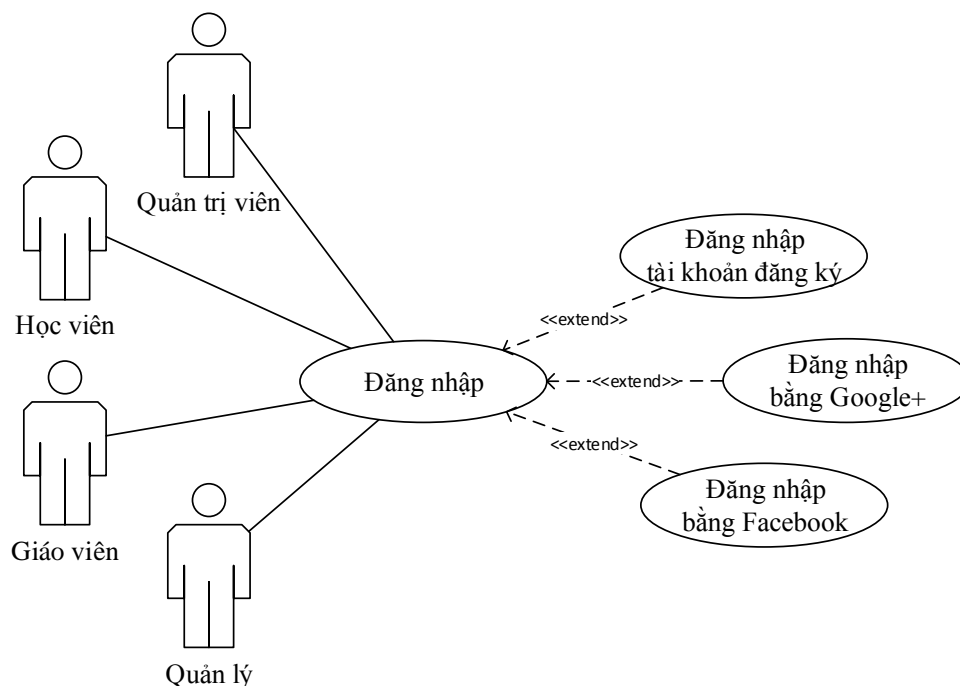 Quản trị viên
Học viên
Giáo viên
Quản lý
Đăng nhập
Đăng nhập
tài khoản đăng ký
<<extend>>
Đăng nhập
bằng Google+
<<extend>>
Đăng nhập
bằng Facebook
<<extend>>